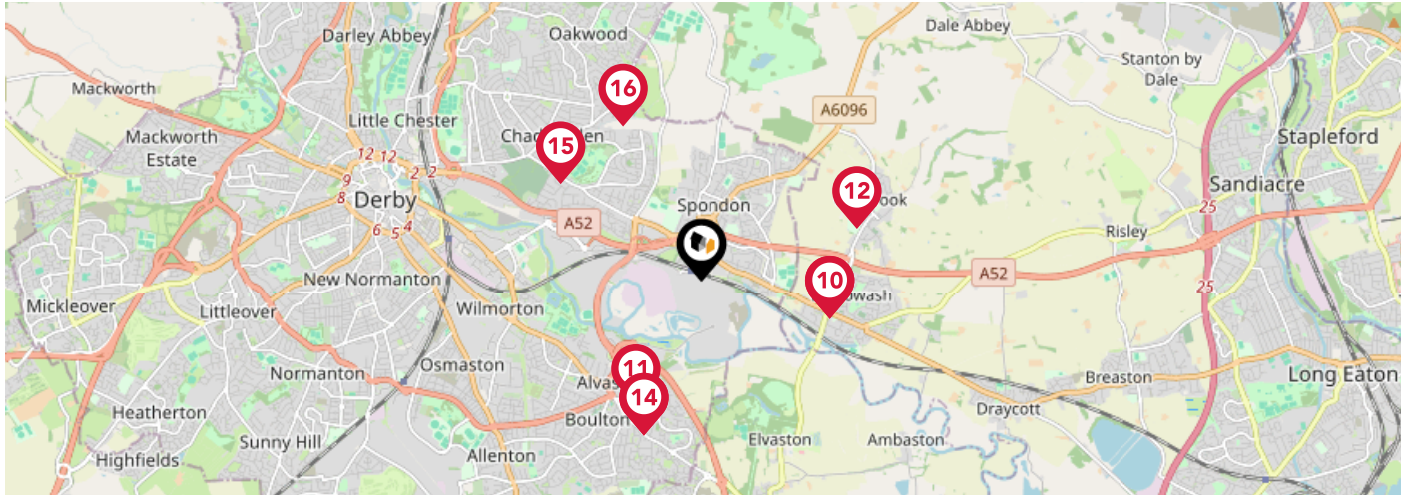 Darley Abbey
Oakwood
Dale Abbey
Stanton by
Dale
Mackworth
16
A6096
Little Chester
Mackworth
Estate
15
Stapleford
12 12
2 2
9
8
Derby
6 5 4
Sandiacre
12
Spondon
A52
25
Risley
A52
New Normanton
10
25
Mickleover
Littleover
Wilmorton
11
Osmaston
Normanton
14
Breaston
Long Eaton
Heatherton
Boulton
Draycott
Sunny Hill
Elvaston
Ambaston
Highfields
Allenton